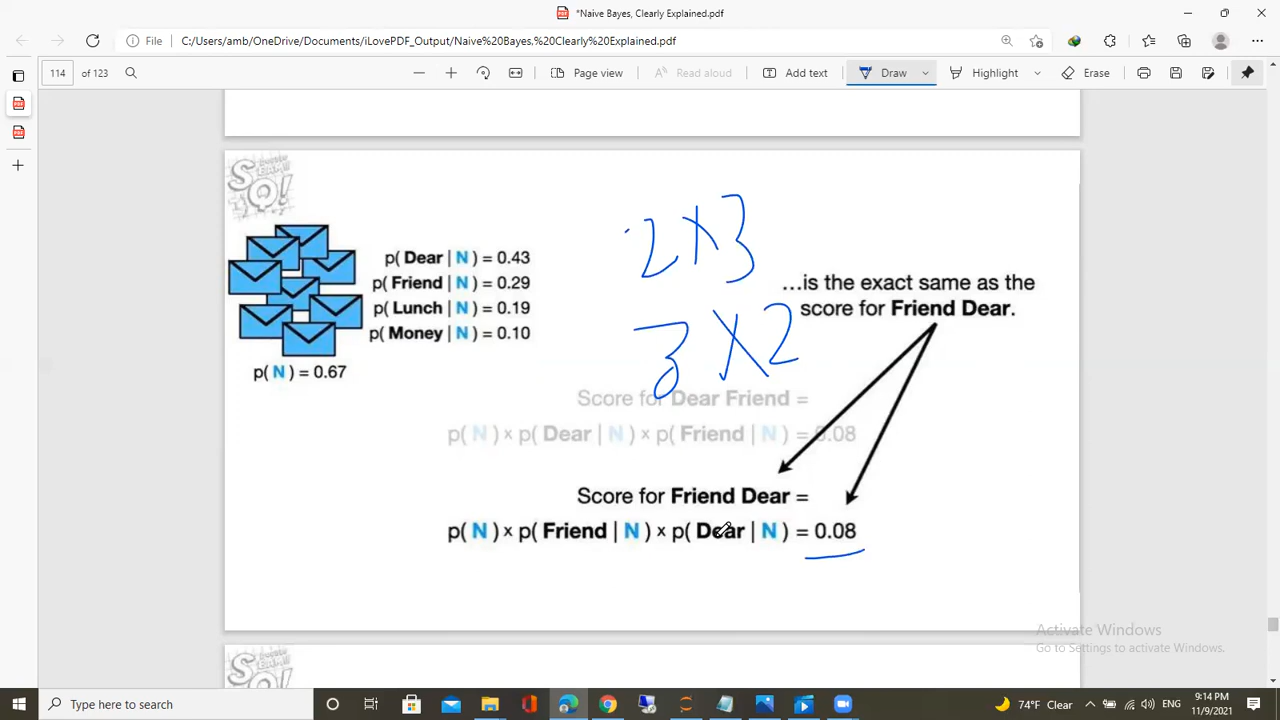 *Naive Bayes, Clearly Explained.pdf
File C:/Users/amb/OneDrive/Documents/iLovePDF_Output/Naive%20Bayes,%20Clearly%20Explained.pdf
114 of 123 Page view Read aloud Add text Draw Highlight Erase
2 X 3
p( Dear | N ) = 0.43
p( Friend | N ) = 0.29
p( Lunch | N ) = 0.19
p( Money | N ) = 0.10
p( N ) = 0.67
...is the exact same as the
score for Friend Dear.
3 X 2
Score for Dear Friend =
p( N ) × p( Dear | N ) × p( Friend | N ) = 0.08
Score for Friend Dear =
p( N ) × p( Friend | N ) × p( Dear | N ) = 0.08
Activate Windows
Go to Settings to activate Windows.
Type here to search
74°F Clear
9:14 PM
11/9/2021